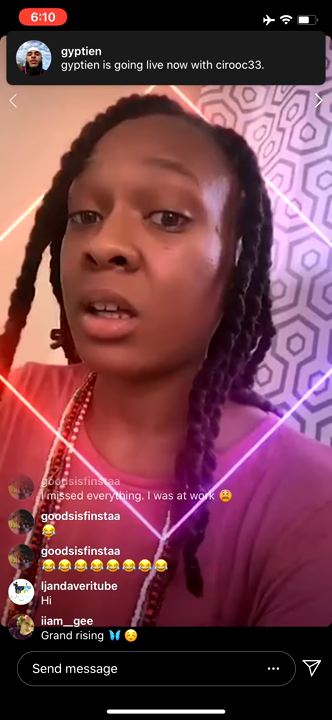 6:10
gyptien
gyptien is going live now with cirooc33.
goodsisfinstaa
I missed everything. I was at work 😫
goodsisfinstaa
😂
goodsisfinstaa
😂😂😂😂😂😂😂😂😂
ljandaveritube
Hi
iiam__gee
Grand rising 🦋 ☺️
Send message